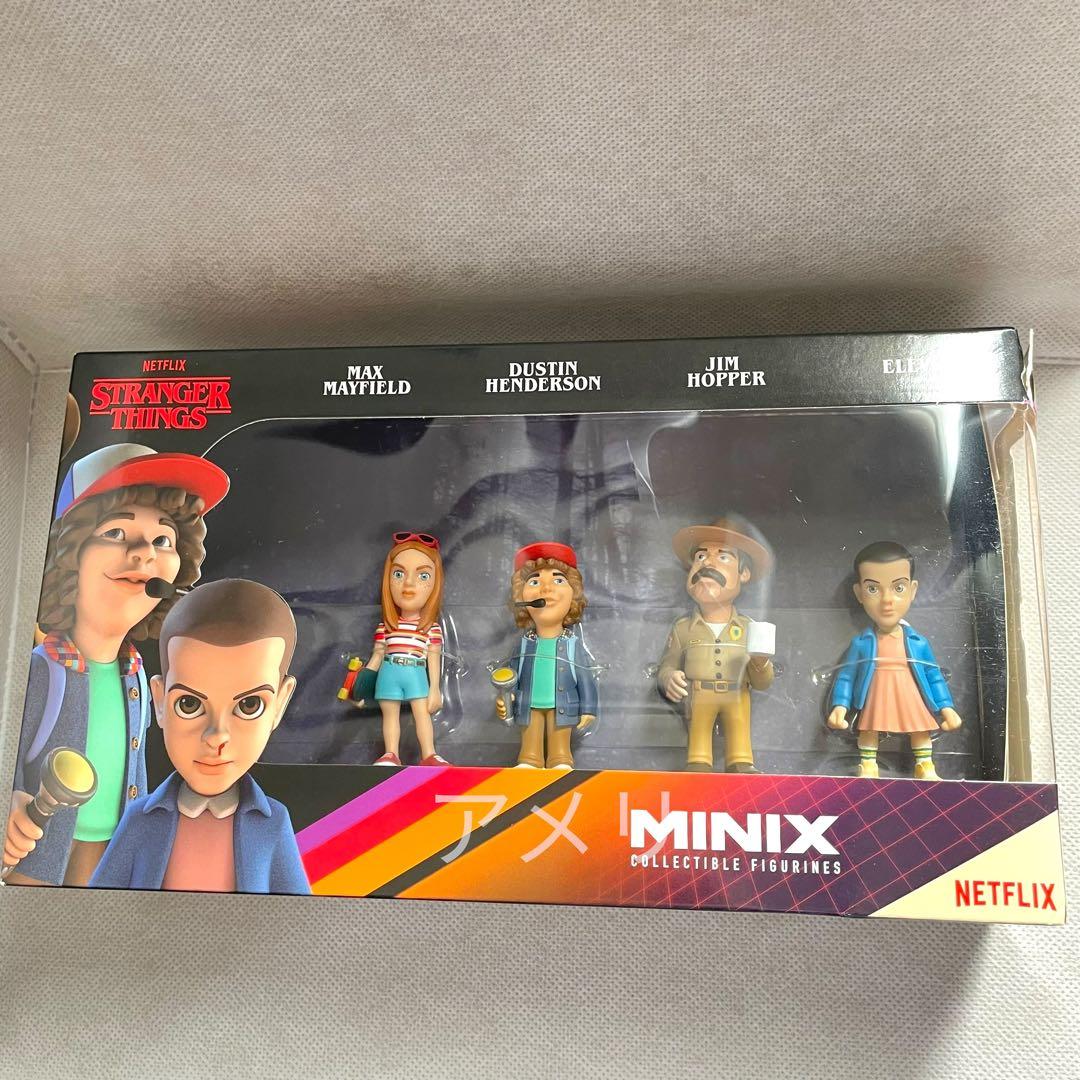 NETFLIX
STRANGER
THINGS
MAX
MAYFIELD
DUSTIN
HENDERSON
JIM
HOPPER
アメリ
MINIX
COLLECTIBLE FIGURINES
NETFLIX